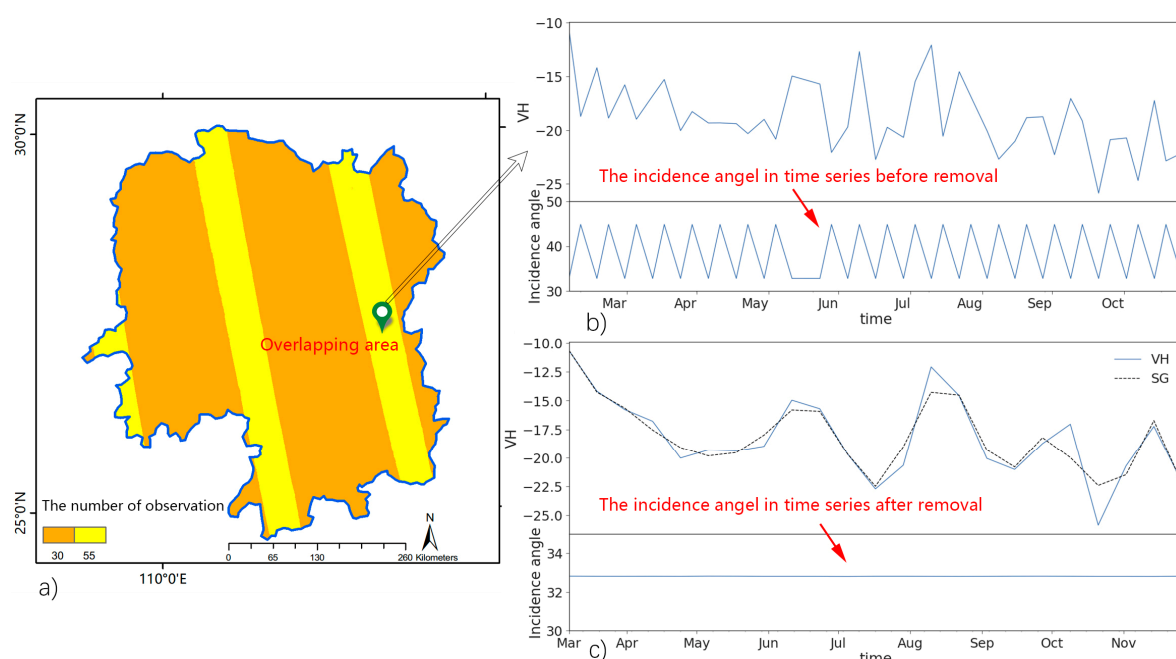 30°0'N
25°0'N
110°0'E
Overlapping area
The number of observation
30 55
N
0 65 130 260 Kilometers
a)
VH
−10
−15
−20
−25
The incidence angel in time series before removal
Incidence angle
50
40
30
Mar Apr May Jun Jul Aug Sep Oct
time
b)
VH
−10.0
−12.5
−15.0
−17.5
−20.0
−22.5
−25.0
VH
SG
The incidence angel in time series after removal
Incidence angle
34
32
30
Mar Apr May Jun Jul Aug Sep Oct Nov
time
c)